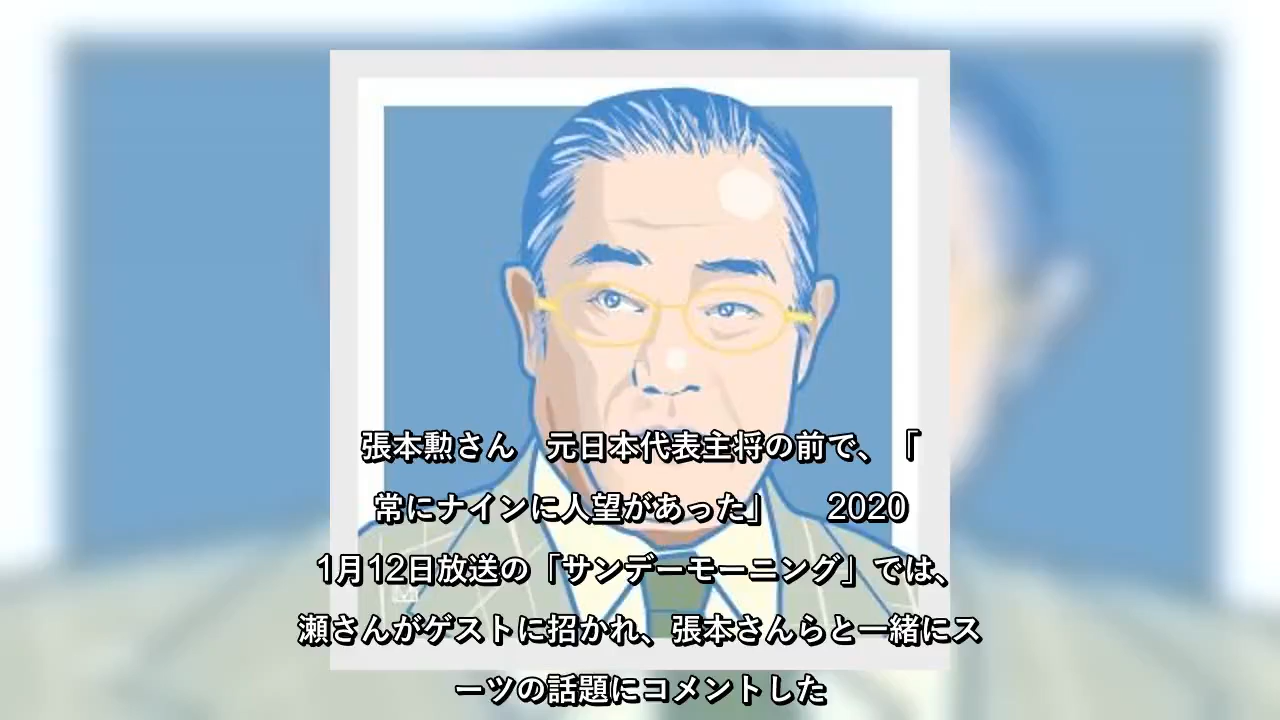 張本勲さん　元日本代表主将の前で、「
常にナインに人望があった」　　2020
1月12日放送の「サンデーモーニング」では、
瀬さんがゲストに招かれ、張本さんらと一緒にス
ーツの話題にコメントした